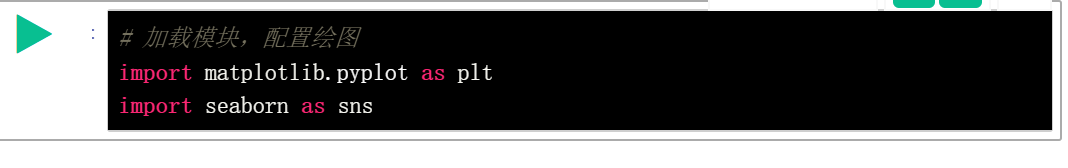 :
# 加载模块，配置绘图
import matplotlib.pyplot as plt
import seaborn as sns